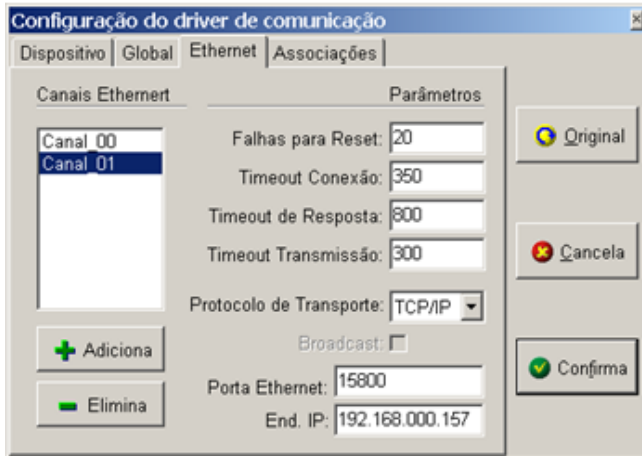 Configuração do driver de comunicação
Dispositivo Global Ethernet Associações
Canais Ethernert
Parâmetros
Canal_00
Canal_01
Falhas para Reset: 20
Timeout Conexão: 350
Timeout de Resposta: 800
Timeout Transmissão: 300
Protocolo de Transporte: TCP/IP
Broadcast:
Porta Ethernet: 15800
End. IP: 192.168.000.157
Adiciona
Elimina
Original
Cancela
Confirma